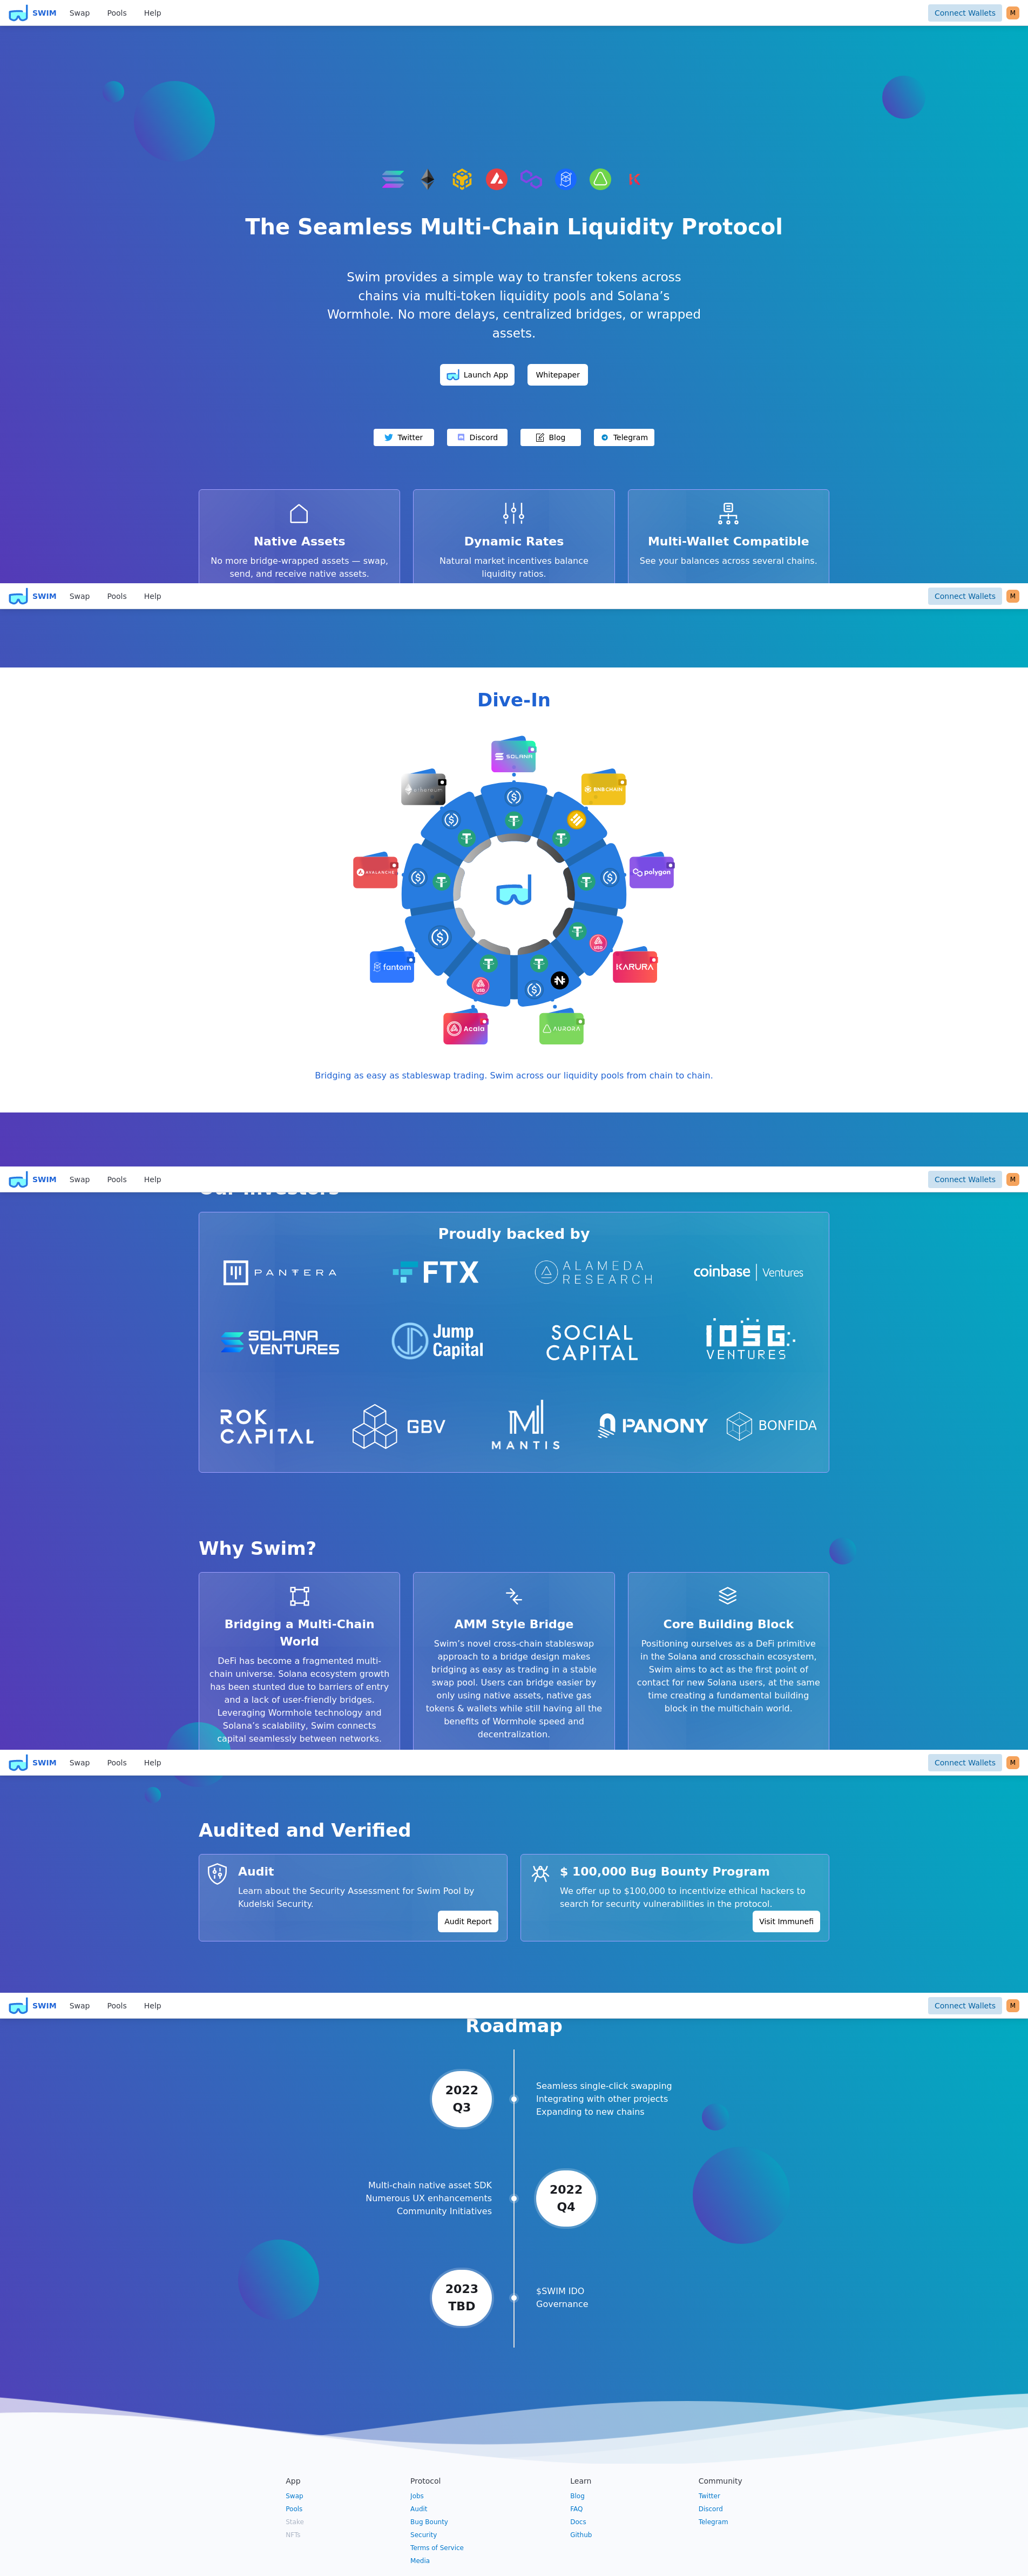 SWIM Swap Pools Help Connect Wallets M
The Seamless Multi-Chain Liquidity Protocol
Swim provides a simple way to transfer tokens across
chains via multi-token liquidity pools and Solana’s
Wormhole. No more delays, centralized bridges, or wrapped
assets.
Launch App Whitepaper
Twitter Discord Blog Telegram
Native Assets
No more bridge-wrapped assets — swap,
send, and receive native assets.
Dynamic Rates
Natural market incentives balance
liquidity ratios.
Multi-Wallet Compatible
See your balances across several chains.
SWIM Swap Pools Help Connect Wallets M
Dive-In
SOLANA
ethereum
BNB CHAIN
AVALANCHE
polygon
fantom
KARURA
Acala
AURORA
USD
USD
Bridging as easy as stableswap trading. Swim across our liquidity pools from chain to chain.
SWIM Swap Pools Help Connect Wallets M
Our Investors
Proudly backed by
PANTERA
FTX
ALAMEDA
RESEARCH
coinbase | Ventures
SOLANA
VENTURES
Jump
Capital
SOCIAL
CAPITAL
IOSG
VENTURES
ROK
CAPITAL
GBV
MANTIS
PANONY
BONFIDA
Why Swim?
Bridging a Multi-Chain
World
DeFi has become a fragmented multi-
chain universe. Solana ecosystem growth
has been stunted due to barriers of entry
and a lack of user-friendly bridges.
Leveraging Wormhole technology and
Solana’s scalability, Swim connects
capital seamlessly between networks.
AMM Style Bridge
Swim’s novel cross-chain stableswap
approach to a bridge design makes
bridging as easy as trading in a stable
swap pool. Users can bridge easier by
only using native assets, native gas
tokens & wallets while still having all the
benefits of Wormhole speed and
decentralization.
Core Building Block
Positioning ourselves as a DeFi primitive
in the Solana and crosschain ecosystem,
Swim aims to act as the first point of
contact for new Solana users, at the same
time creating a fundamental building
block in the multichain world.
SWIM Swap Pools Help Connect Wallets M
Audited and Verified
Audit
Learn about the Security Assessment for Swim Pool by
Kudelski Security.
Audit Report
$ 100,000 Bug Bounty Program
We offer up to $100,000 to incentivize ethical hackers to
search for security vulnerabilities in the protocol.
Visit Immunefi
SWIM Swap Pools Help Connect Wallets M
Roadmap
2022
Q3
Seamless single-click swapping
Integrating with other projects
Expanding to new chains
Multi-chain native asset SDK
Numerous UX enhancements
Community Initiatives
2022
Q4
2023
TBD
$SWIM IDO
Governance
App
Swap
Pools
Stake
NFTs
Protocol
Jobs
Audit
Bug Bounty
Security
Terms of Service
Media
Learn
Blog
FAQ
Docs
Github
Community
Twitter
Discord
Telegram